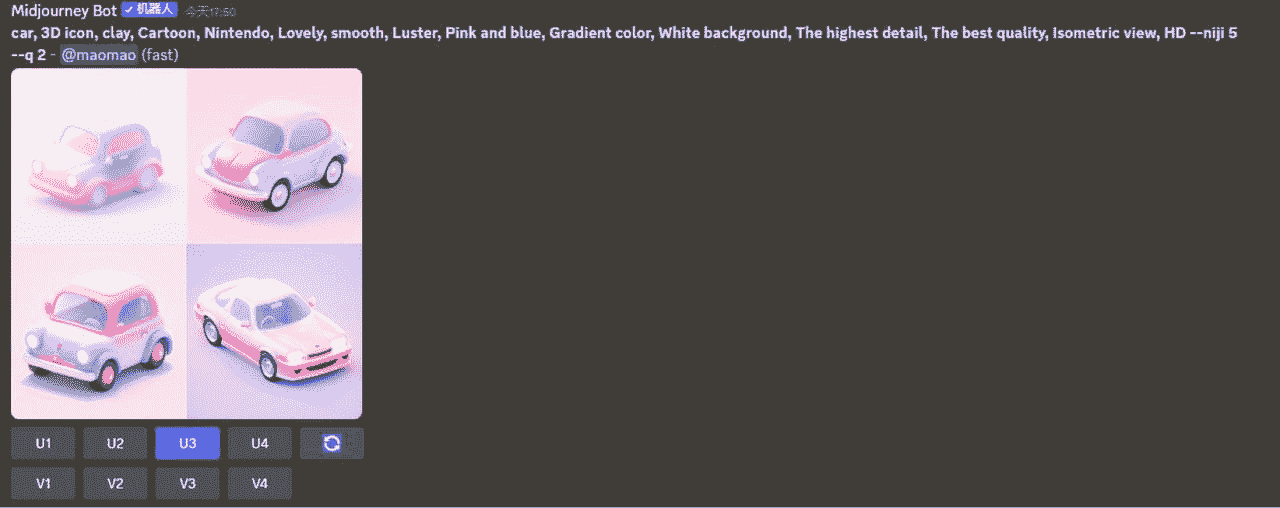 Midjourney Bot ✓ 机器人 今天17:50
car, 3D icon, clay, Cartoon, Nintendo, Lovely, smooth, Luster, Pink and blue, Gradient color, White background, The highest detail, The best quality, Isometric view, HD --niji 5
--q 2 - @maomao (fast)
U1 U2 U3 U4
V1 V2 V3 V4